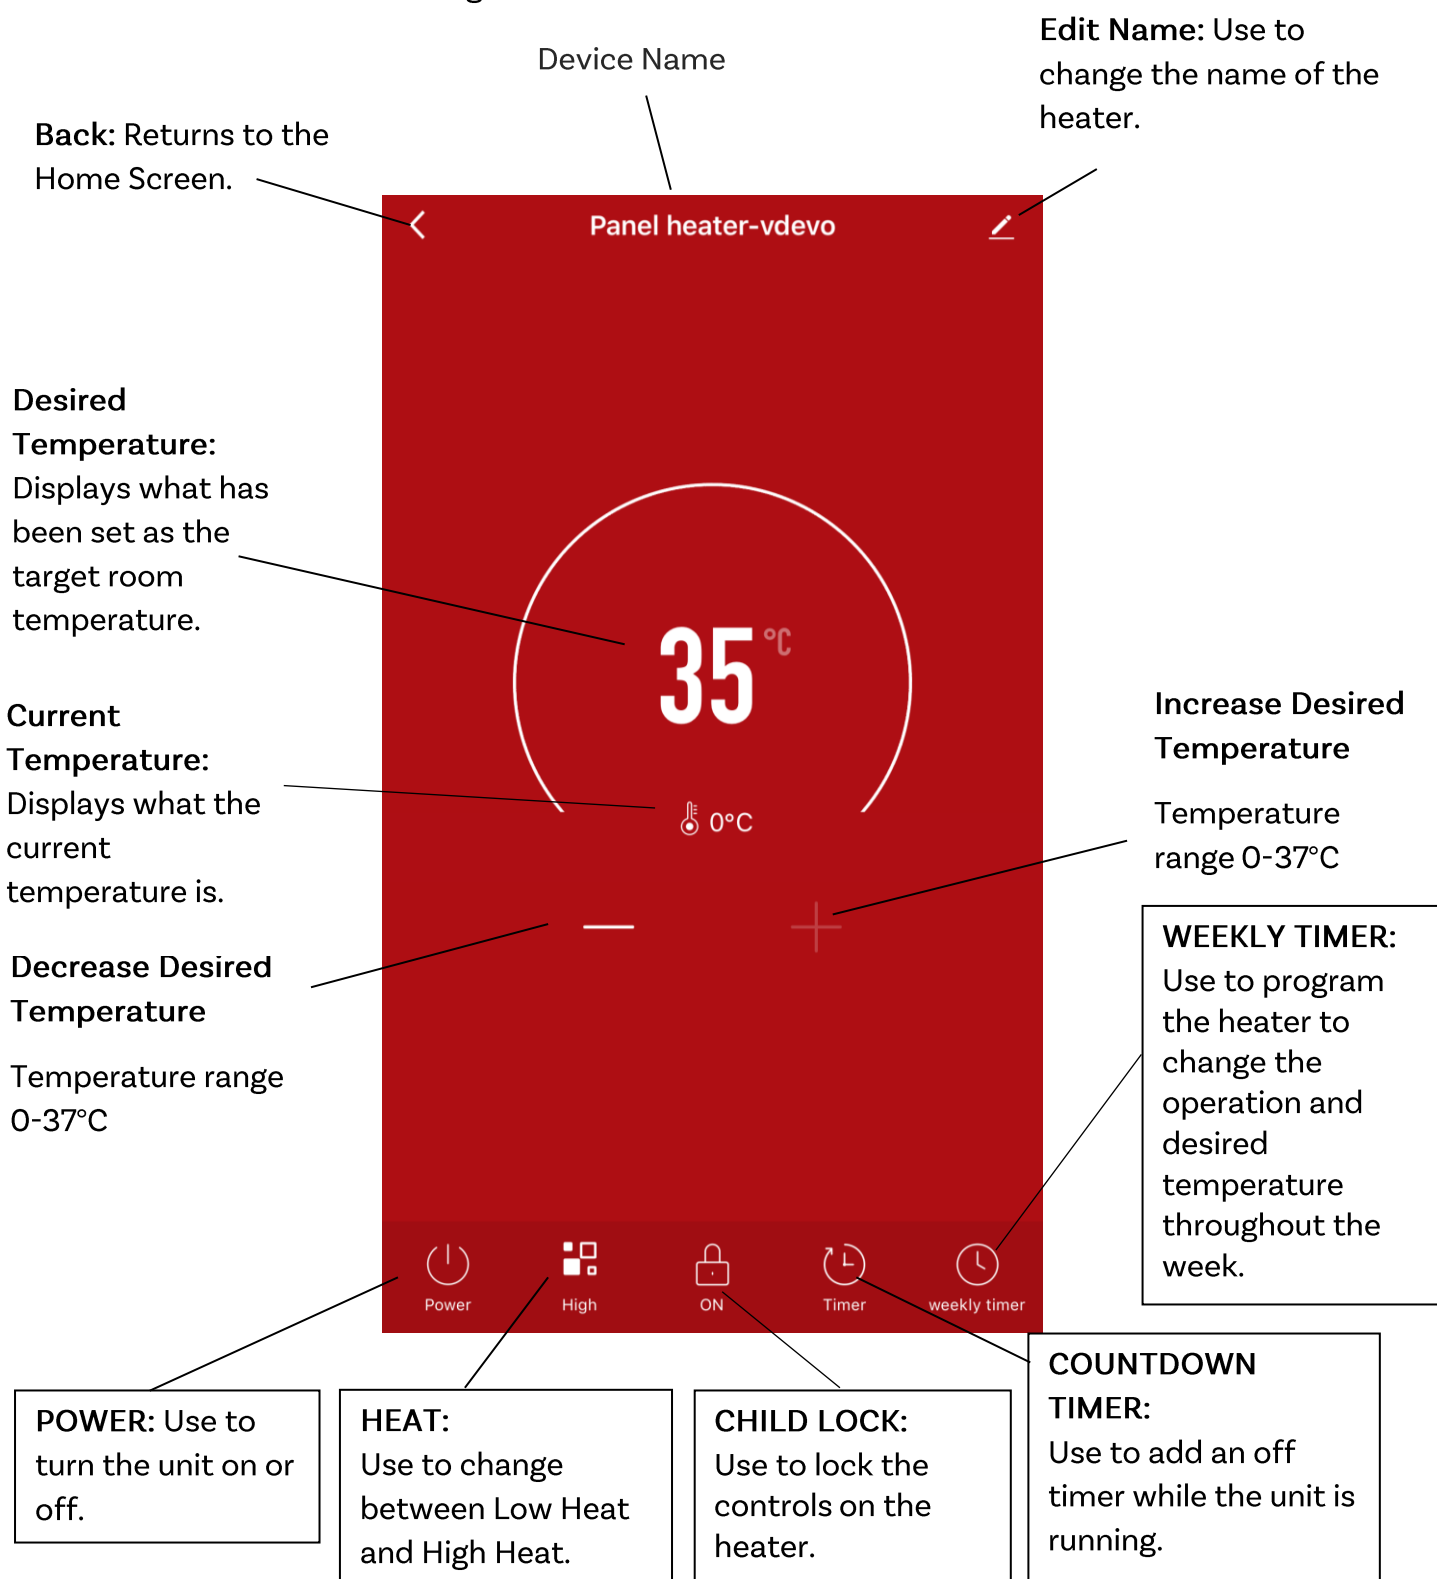 Device Name
Edit Name: Use to
change the name of the
heater.
Back: Returns to the
Home Screen.
Panel heater-vdevo
Desired
Temperature:
Displays what has
been set as the
target room
temperature.
35 °C
Current
Temperature:
Displays what the
current
temperature is.
0°C
Increase Desired
Temperature
Temperature
range 0-37°C
Decrease Desired
Temperature
Temperature range
0-37°C
WEEKLY TIMER:
Use to program
the heater to
change the
operation and
desired
temperature
throughout the
week.
Power
High
ON
Timer
weekly timer
POWER: Use to
turn the unit on or
off.
HEAT:
Use to change
between Low Heat
and High Heat.
CHILD LOCK:
Use to lock the
controls on the
heater.
COUNTDOWN
TIMER:
Use to add an off
timer while the unit is
running.